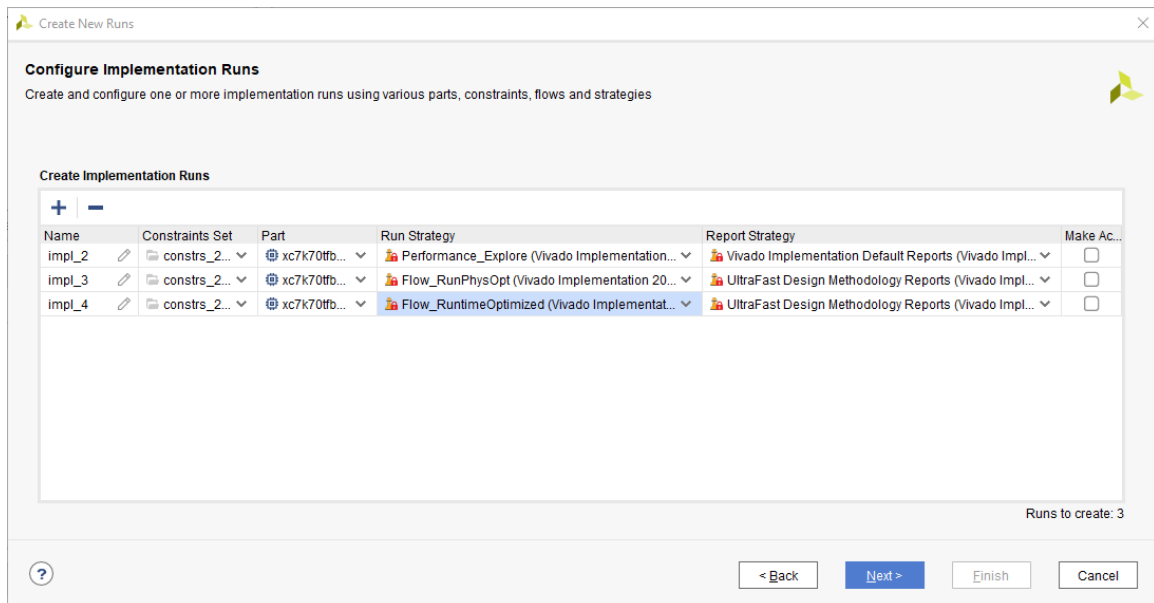 Create New Runs
Configure Implementation Runs
Create and configure one or more implementation runs using various parts, constraints, flows and strategies
Create Implementation Runs
Name Constraints Set Part Run Strategy Report Strategy Make Ac...
impl_2 constrs_2... xc7k70tfb... Performance_Explore (Vivado Implementation... Vivado Implementation Default Reports (Vivado Impl...
impl_3 constrs_2... xc7k70tfb... Flow_RunPhysOpt (Vivado Implementation 20... UltraFast Design Methodology Reports (Vivado Impl...
impl_4 constrs_2... xc7k70tfb... Flow_RuntimeOptimized (Vivado Implementat... UltraFast Design Methodology Reports (Vivado Impl...
Runs to create: 3
? < Back Next > Finish Cancel